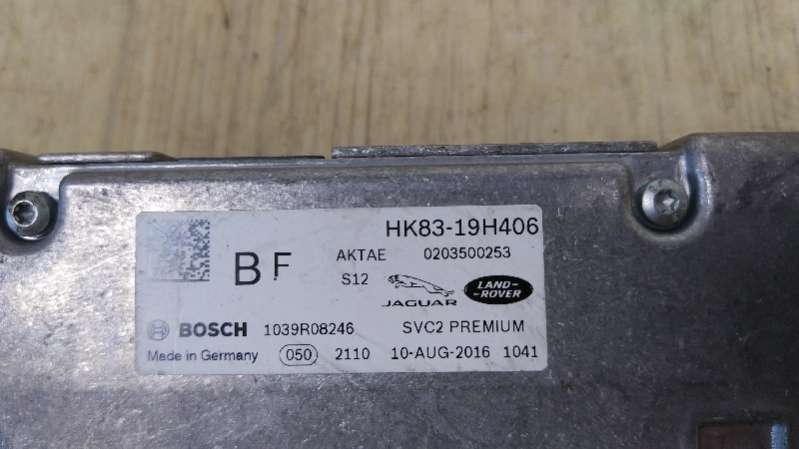 HK83-19H406
BF AKTAE 0203500253
S12 JAGUAR LAND-ROVER
BOSCH 1039R08246 SVC2 PREMIUM
Made in Germany 050 2110 10-AUG-2016 1041